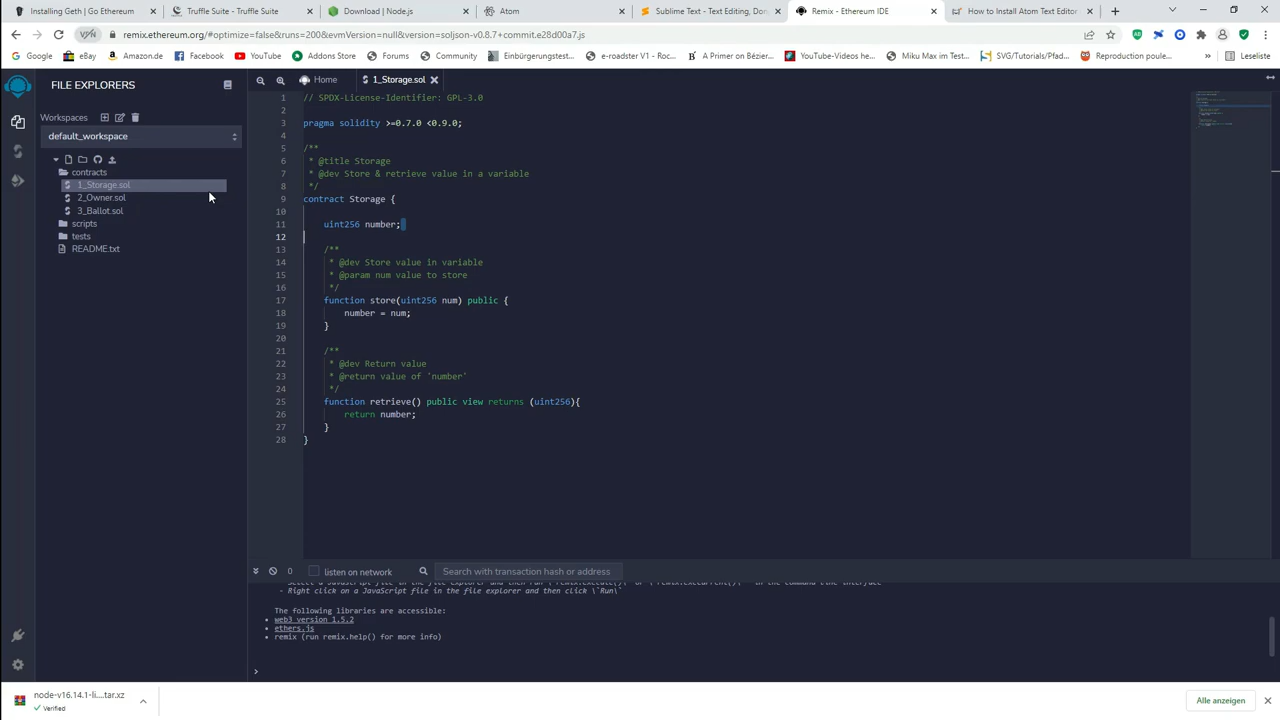 Installing Geth | Go Ethereum
Truffle Suite - Truffle Suite
Download | Node.js
Atom
Sublime Text - Text Editing, Dong
Remix - Ethereum IDE
How to Install Atom Text Editor
remix.ethereum.org/#optimize=false&runs=200&evmVersion=null&version=soljson-v0.8.7+commit.e28d00a7.js
Google
eBay
Amazon.de
Facebook
YouTube
Addons Store
Forums
Community
Einbürgerungstest...
e-roadster V1 - Roc...
A Primer on Bézier...
YouTube-Videos he...
Miku Max im Test...
SVG/Tutorials/Pfad...
Reproduction poule...
Leseliste
FILE EXPLORERS
Workspaces
default_workspace
contracts
1_Storage.sol
2_Owner.sol
3_Ballot.sol
scripts
tests
README.txt
Home
1_Storage.sol
1 // SPDX-License-Identifier: GPL-3.0
2
3 pragma solidity >=0.7.0 <0.9.0;
4
5 /**
6 * @title Storage
7 * @dev Store & retrieve value in a variable
8 */
9 contract Storage {
10
11 uint256 number;
12
13 /**
14 * @dev Store value in variable
15 * @param num value to store
16 */
17 function store(uint256 num) public {
18 number = num;
19 }
20
21 /**
22 * @dev Return value
23 * @return value of 'number'
24 */
25 function retrieve() public view returns (uint256){
26 return number;
27 }
28 }
0
listen on network
Search with transaction hash or address
- Right click on a JavaScript file in the file explorer and then click \`Run\`
The following libraries are accessible:
• web3 version 1.5.2
• ethers.js
• remix (run remix.help() for more info)
>
node-v16.14.1-li....tar.xz
Verified
Alle anzeigen